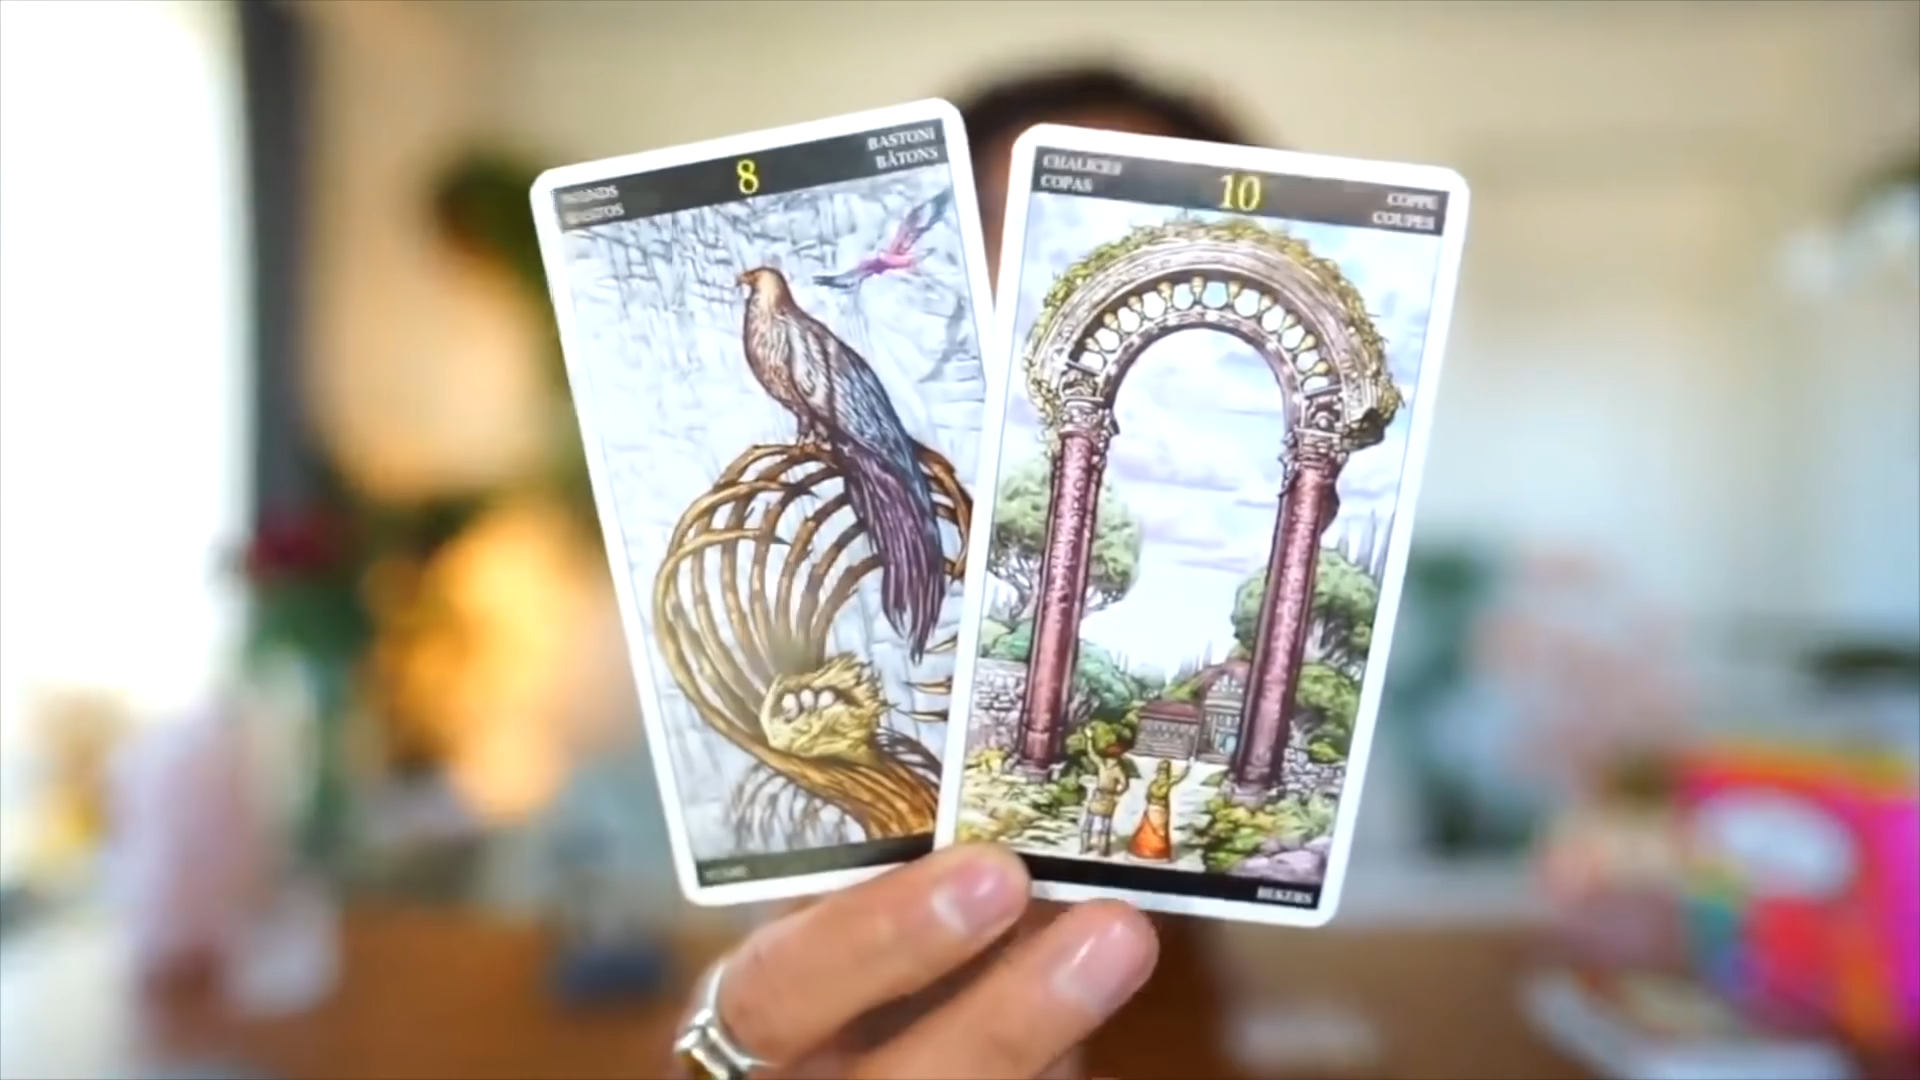 WANDS
BASTOS
8
BASTONI
BÂTONS
CHALICES
COPAS
10
COPPE
COUPES
BEKERS